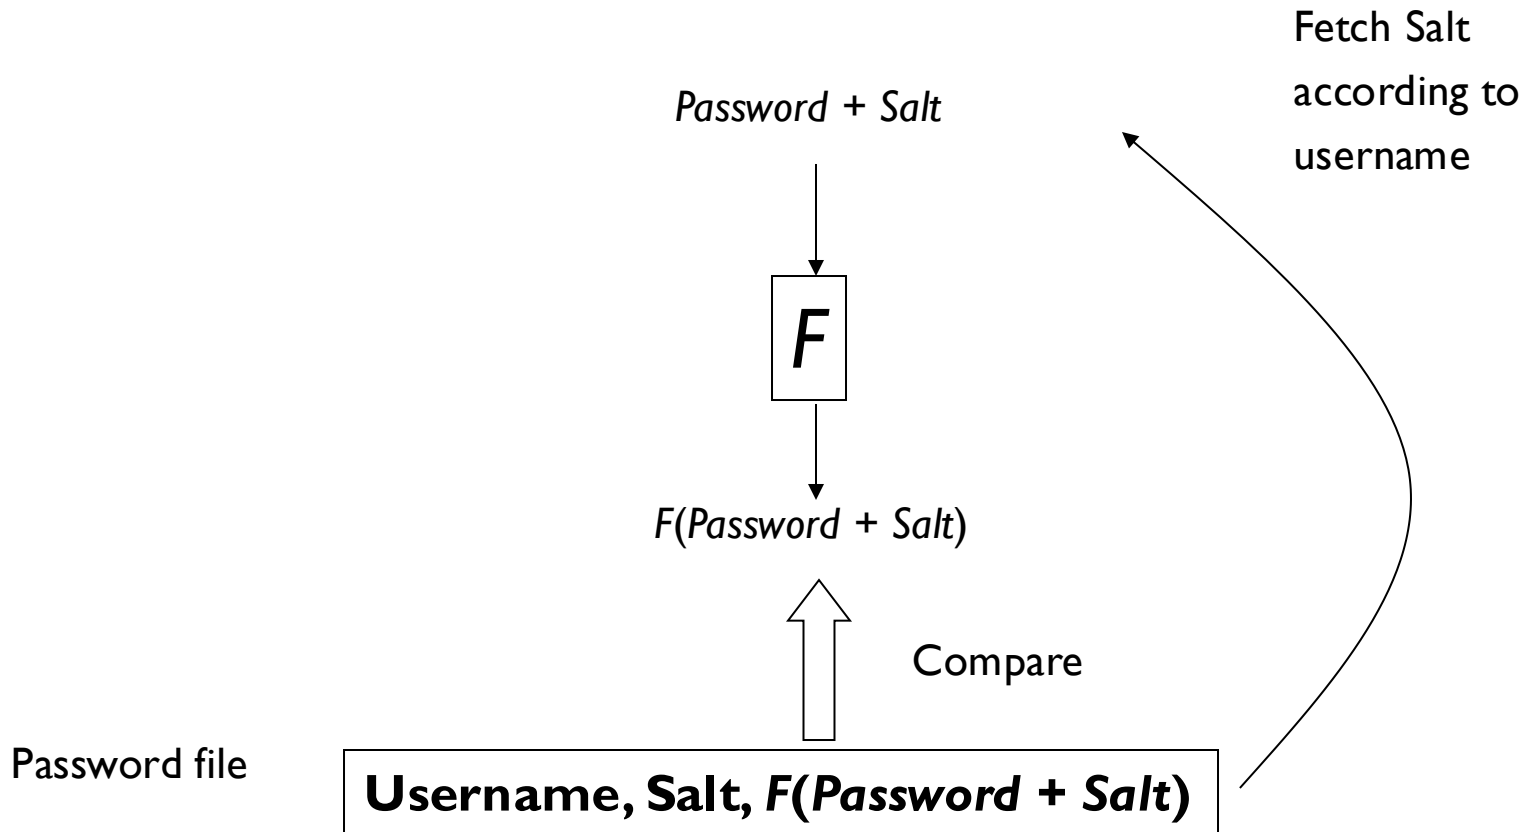 Fetch Salt
according to
username
Password + Salt
F
F(Password + Salt)
Compare
Password file
Username, Salt, F(Password + Salt)